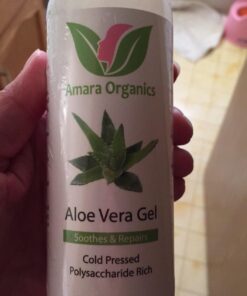 Amara Organics
Aloe Vera Gel
Soothes & Repairs
Cold Pressed
Polysaccharide Rich